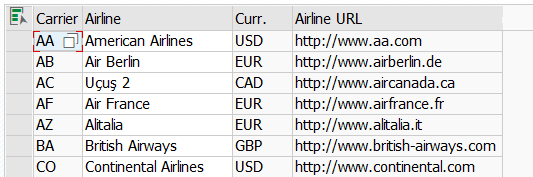 Carrier Airline Curr. Airline URL
AA American Airlines USD http://www.aa.com
AB Air Berlin EUR http://www.airberlin.de
AC Uçuş 2 CAD http://www.aircanada.ca
AF Air France EUR http://www.airfrance.fr
AZ Alitalia EUR http://www.alitalia.it
BA British Airways GBP http://www.british-airways.com
CO Continental Airlines USD http://www.continental.com